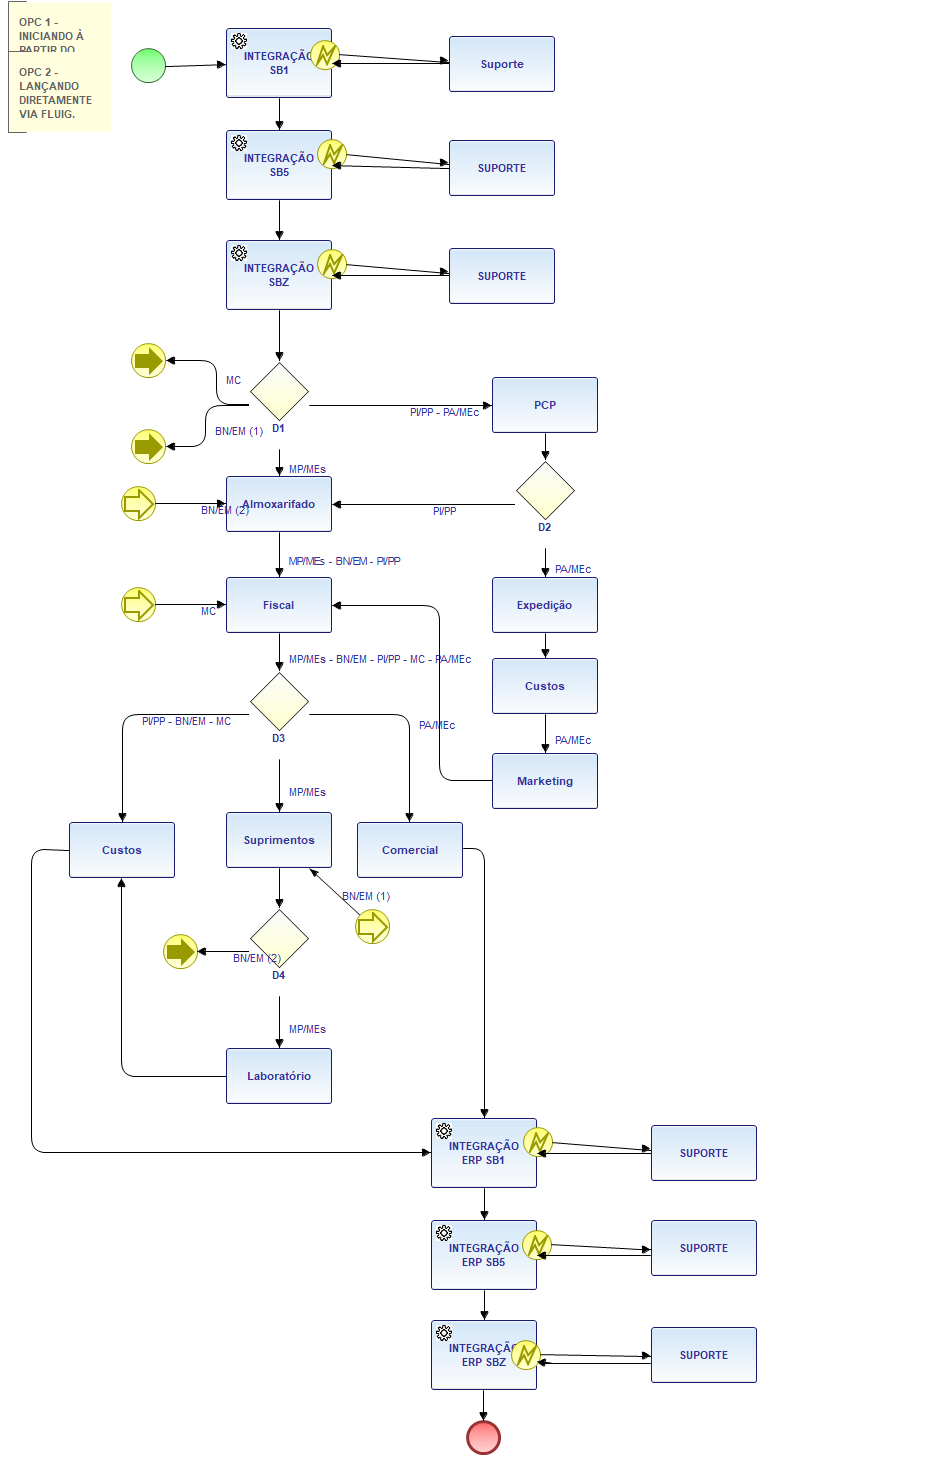 OPC 1 -
INICIANDO À
PARTIR DO
OPC 2 -
LANÇANDO
DIRETAMENTE
VIA FLUIG.
INTEGRAÇÃO
SB1
Suporte
INTEGRAÇÃO
SB5
SUPORTE
INTEGRAÇÃO
SBZ
SUPORTE
MC
D1
BN/EM (1)
PI/PP - PA/MEc
PCP
MP/MEs
Almoxarifado
BN/EM (2)
PI/PP
D2
MP/MEs - BN/EM - PI/PP
PA/MEc
Fiscal
MC
Expedição
MP/MEs - BN/EM - PI/PP - MC - PA/MEc
Custos
PI/PP - BN/EM - MC
D3
PA/MEc
PA/MEc
Marketing
MP/MEs
Custos
Suprimentos
Comercial
BN/EM (1)
BN/EM (2)
D4
MP/MEs
Laboratório
INTEGRAÇÃO
ERP SB1
SUPORTE
INTEGRAÇÃO
ERP SB5
SUPORTE
INTEGRAÇÃO
ERP SBZ
SUPORTE